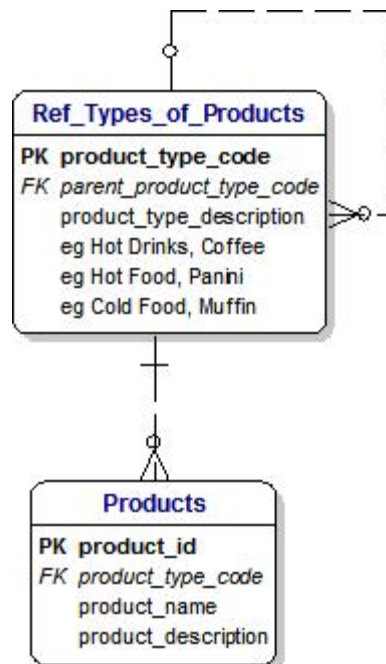 Ref_Types_of_Products
PK product_type_code
FK parent_product_type_code
product_type_description
eg Hot Drinks, Coffee
eg Hot Food, Panini
eg Cold Food, Muffin
Products
PK product_id
FK product_type_code
product_name
product_description